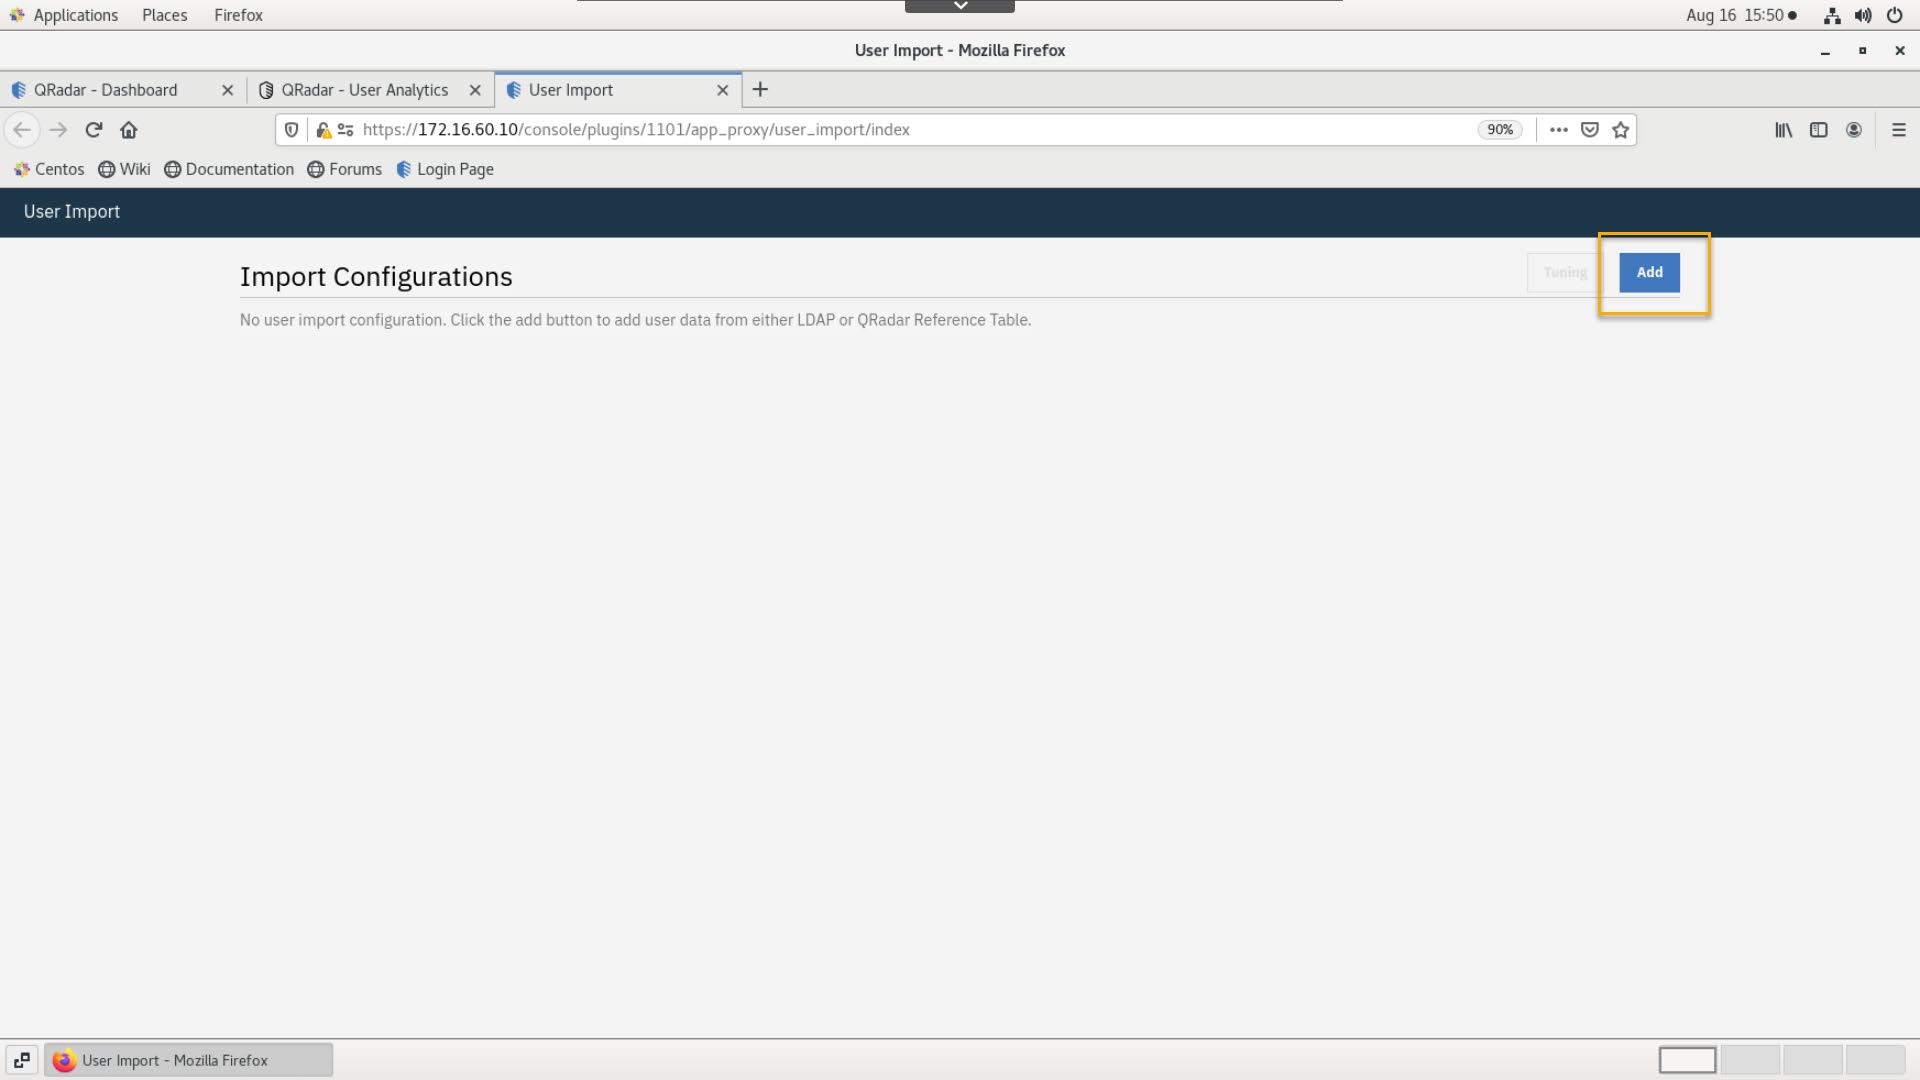 Applications Places Firefox Aug 16 15:50
User Import - Mozilla Firefox
QRadar - Dashboard QRadar - User Analytics User Import
https://172.16.60.10/console/plugins/1101/app_proxy/user_import/index 90%
Centos Wiki Documentation Forums Login Page
User Import
Import Configurations Tuning Add
No user import configuration. Click the add button to add user data from either LDAP or QRadar Reference Table.
User Import - Mozilla Firefox